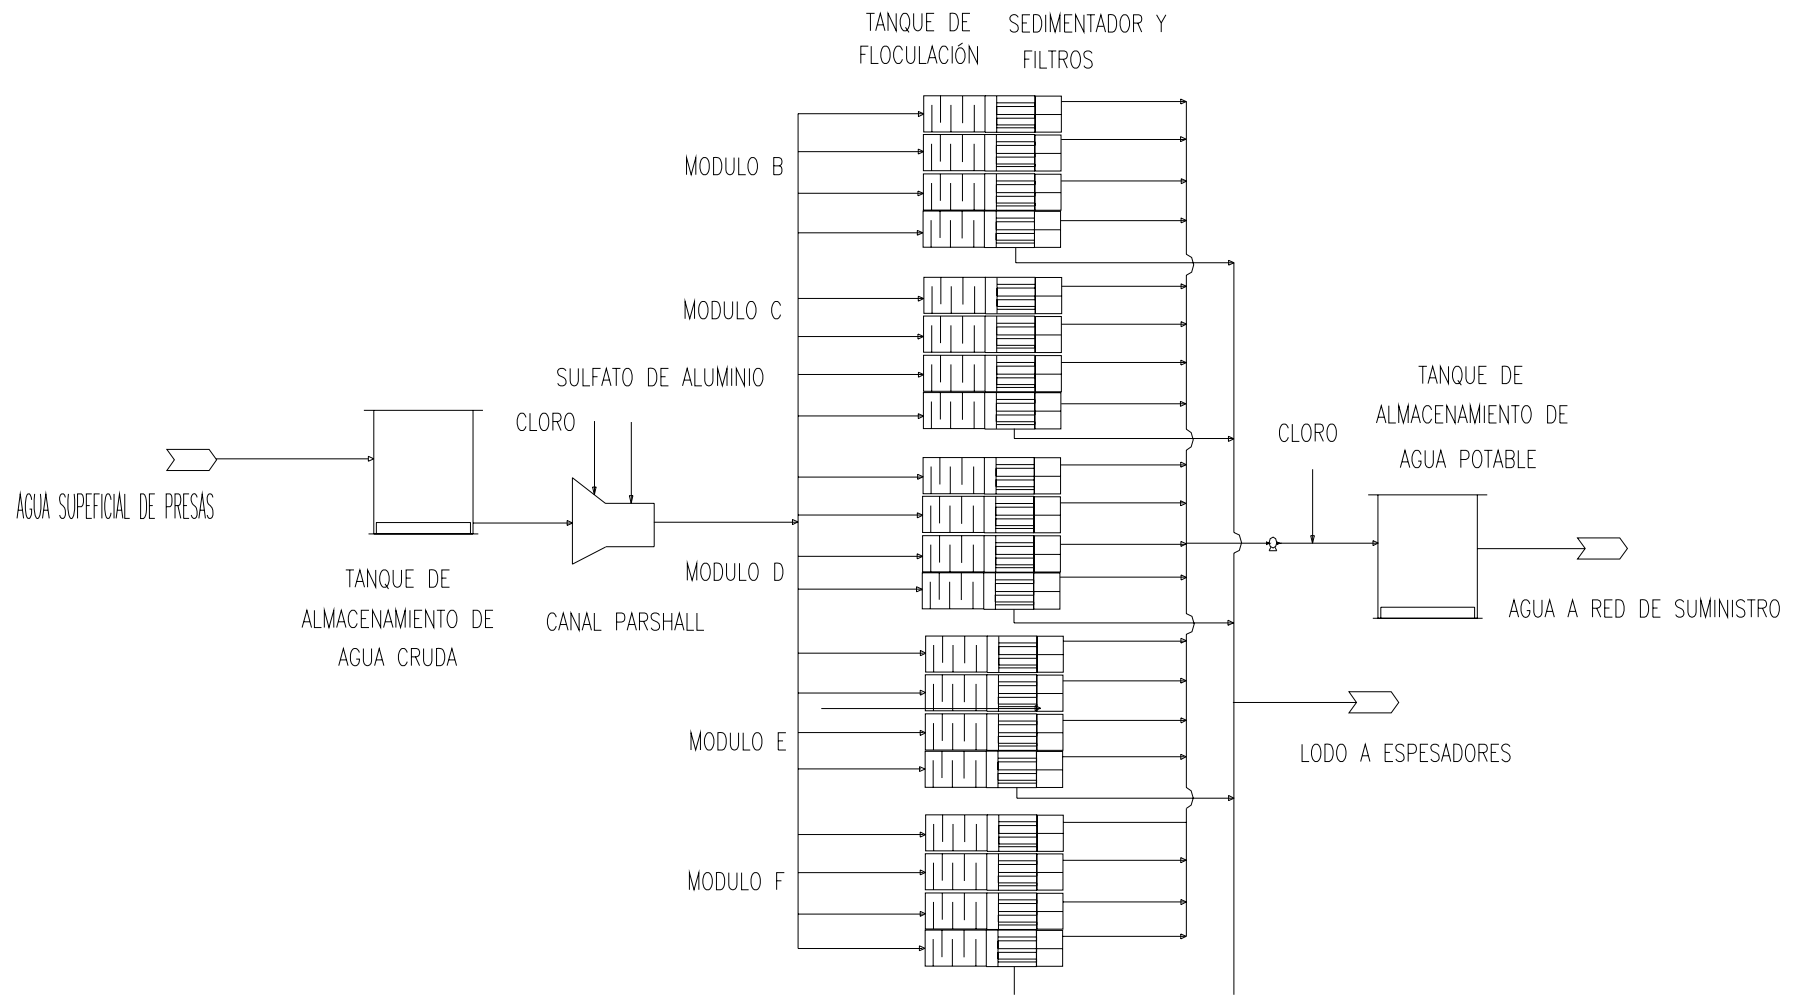 TANQUE DE
FLOCULACIÓN
SEDIMENTADOR Y
FILTROS
MODULO B
MODULO C
SULFATO DE ALUMINIO
CLORO
AGUA SUPEFICIAL DE PRESAS
TANQUE DE
ALMACENAMIENTO DE
AGUA CRUDA
CANAL PARSHALL
MODULO D
MODULO E
MODULO F
CLORO
TANQUE DE
ALMACENAMIENTO DE
AGUA POTABLE
AGUA A RED DE SUMINISTRO
LODO A ESPESADORES